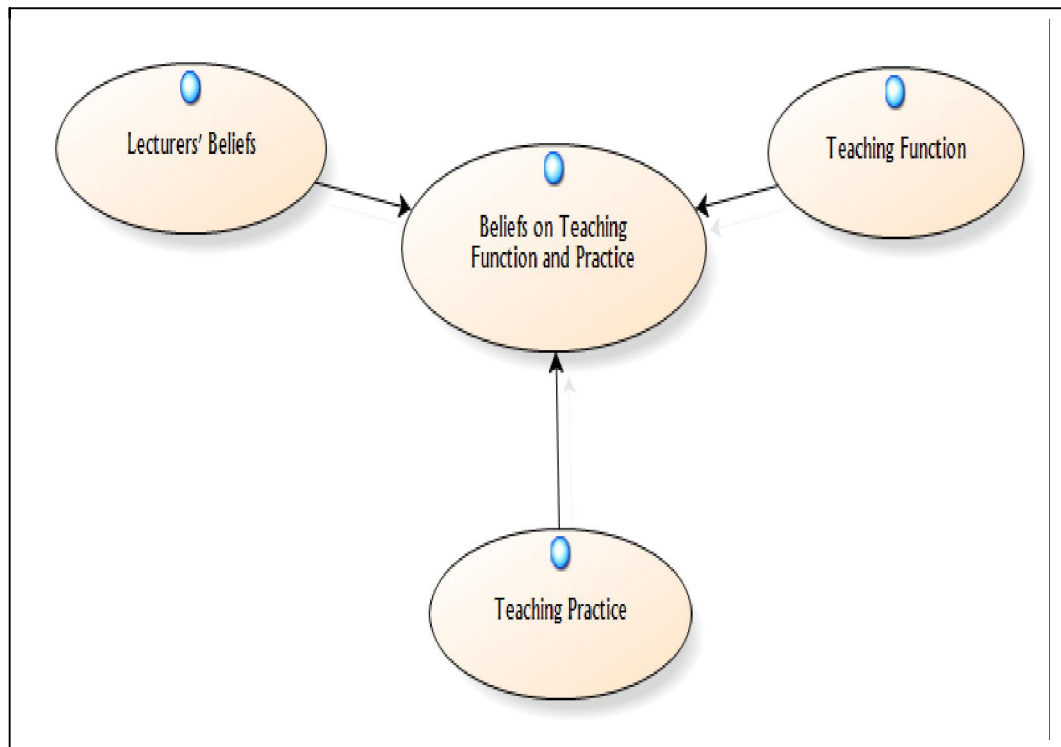 Lecturers' Beliefs
Teaching Function
Beliefs on Teaching
Function and Practice
Teaching Practice